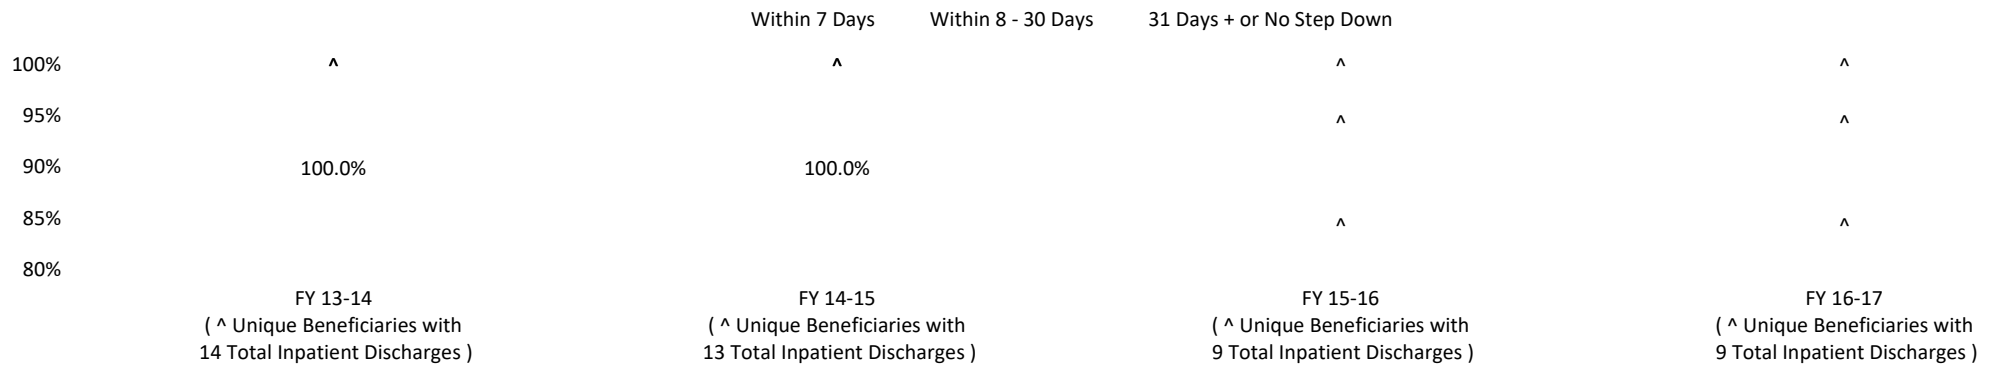 Within 7 Days Within 8 - 30 Days 31 Days + or No Step Down
100% ^ ^ ^ ^
95% ^ ^
90% 100.0% 100.0%
85% ^ ^
80%
FY 13-14 FY 14-15 FY 15-16 FY 16-17
( ^ Unique Beneficiaries with ( ^ Unique Beneficiaries with ( ^ Unique Beneficiaries with ( ^ Unique Beneficiaries with
14 Total Inpatient Discharges ) 13 Total Inpatient Discharges ) 9 Total Inpatient Discharges ) 9 Total Inpatient Discharges )